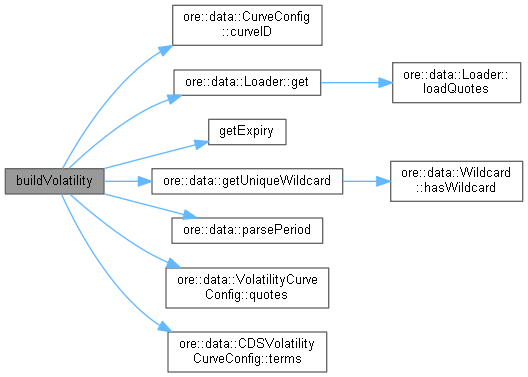 ore::data::CurveConfig
::curveID
ore::data::Loader::get
ore::data::Loader::
loadQuotes
getExpiry
buildVolatility
ore::data::getUniqueWildcard
ore::data::Wildcard
::hasWildcard
ore::data::parsePeriod
ore::data::VolatilityCurve
Config::quotes
ore::data::CDSVolatility
CurveConfig::terms